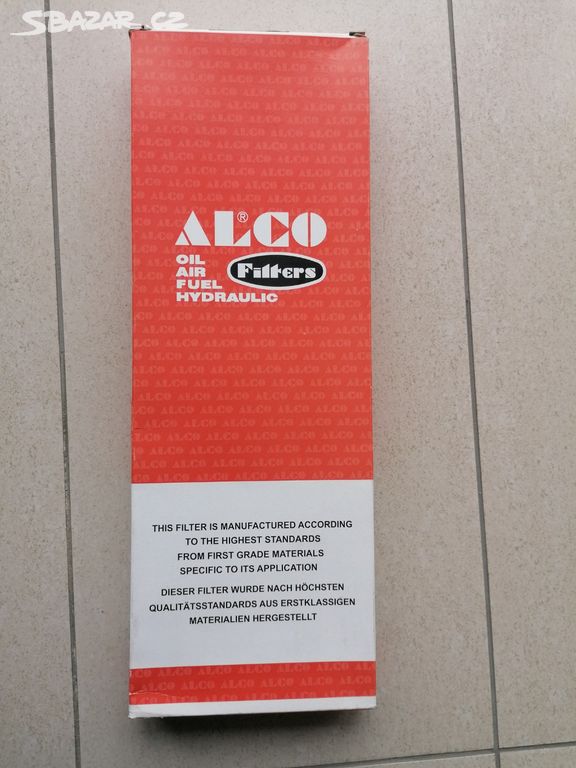 SBAZAR.CZ
ALCO®
OIL
AIR
FUEL
HYDRAULIC
Filters
THIS FILTER IS MANUFACTURED ACCORDING
TO THE HIGHEST STANDARDS
FROM FIRST GRADE MATERIALS
SPECIFIC TO ITS APPLICATION
DIESER FILTER WURDE NACH HÖCHSTEN
QUALITÄTSSTANDARDS AUS ERSTKLASSIGEN
MATERIALIEN HERGESTELLT